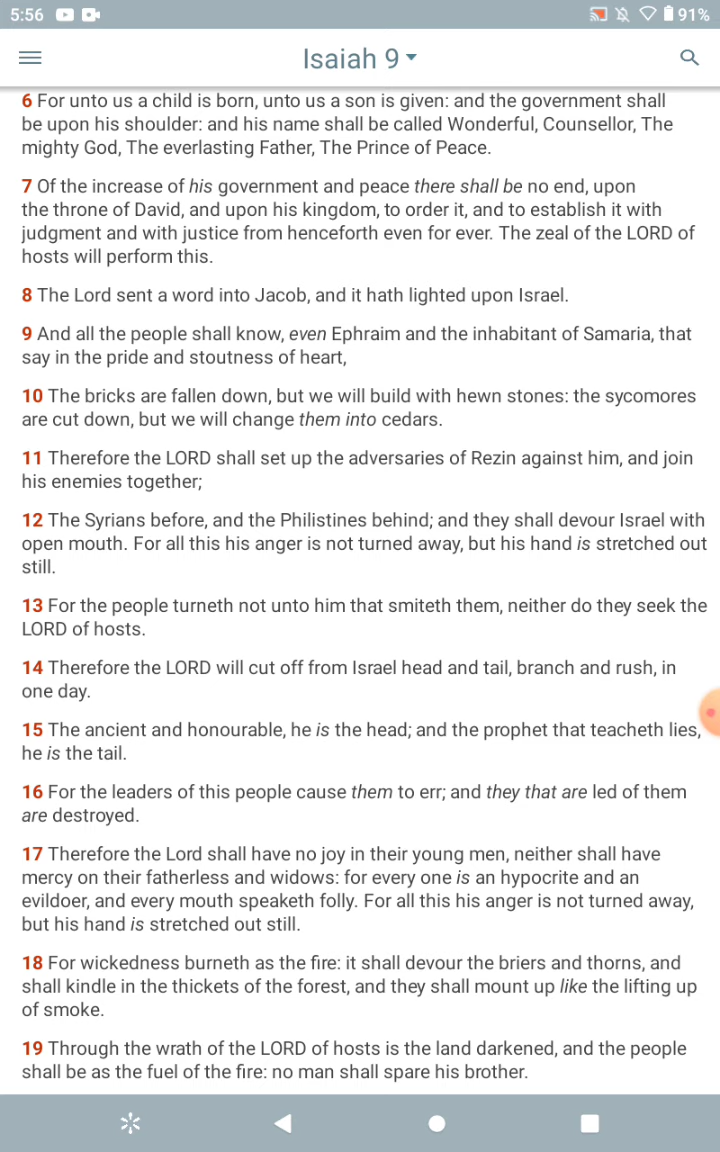 5:56
91%
Isaiah 9
6 For unto us a child is born, unto us a son is given: and the government shall
be upon his shoulder: and his name shall be called Wonderful, Counsellor, The
mighty God, The everlasting Father, The Prince of Peace.
7 Of the increase of his government and peace there shall be no end, upon
the throne of David, and upon his kingdom, to order it, and to establish it with
judgment and with justice from henceforth even for ever. The zeal of the LORD of
hosts will perform this.
8 The Lord sent a word into Jacob, and it hath lighted upon Israel.
9 And all the people shall know, even Ephraim and the inhabitant of Samaria, that
say in the pride and stoutness of heart,
10 The bricks are fallen down, but we will build with hewn stones: the sycomores
are cut down, but we will change them into cedars.
11 Therefore the LORD shall set up the adversaries of Rezin against him, and join
his enemies together;
12 The Syrians before, and the Philistines behind; and they shall devour Israel with
open mouth. For all this his anger is not turned away, but his hand is stretched out
still.
13 For the people turneth not unto him that smiteth them, neither do they seek the
LORD of hosts.
14 Therefore the LORD will cut off from Israel head and tail, branch and rush, in
one day.
15 The ancient and honourable, he is the head; and the prophet that teacheth lies,
he is the tail.
16 For the leaders of this people cause them to err; and they that are led of them
are destroyed.
17 Therefore the Lord shall have no joy in their young men, neither shall have
mercy on their fatherless and widows: for every one is an hypocrite and an
evildoer, and every mouth speaketh folly. For all this his anger is not turned away,
but his hand is stretched out still.
18 For wickedness burneth as the fire: it shall devour the briers and thorns, and
shall kindle in the thickets of the forest, and they shall mount up like the lifting up
of smoke.
19 Through the wrath of the LORD of hosts is the land darkened, and the people
shall be as the fuel of the fire: no man shall spare his brother.